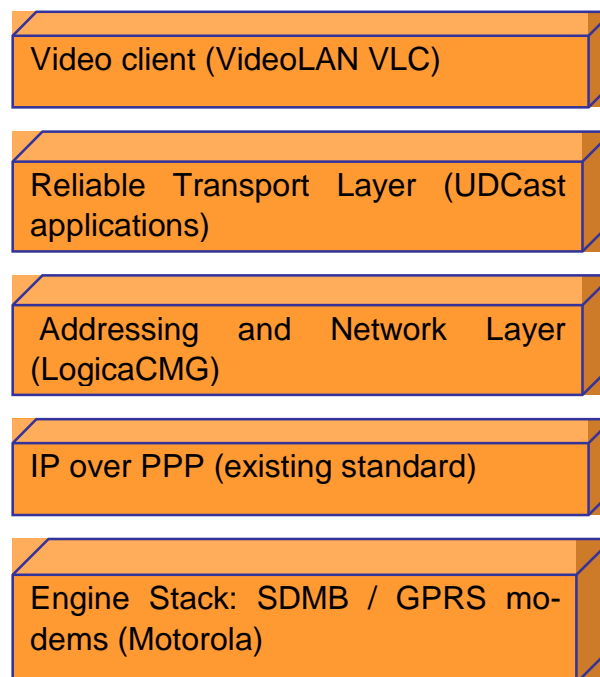 Video client (VideoLAN VLC)
Reliable Transport Layer (UDCast
applications)
Addressing and Network Layer
(LogicaCMG)
IP over PPP (existing standard)
Engine Stack: SDMB / GPRS mo-
dems (Motorola)